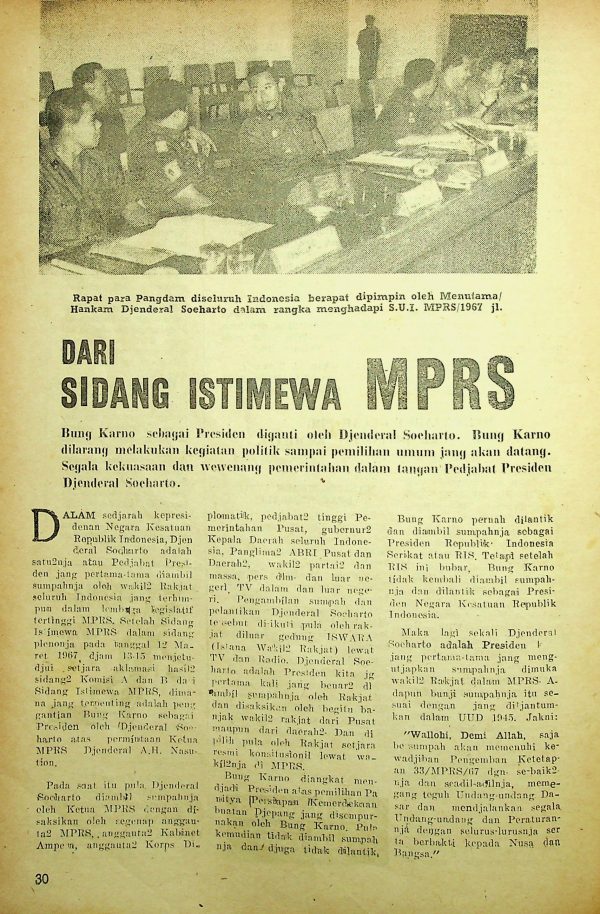 Rapat para Pangdam diseluruh Indonesia berapat dipimpin oleh Menutama/
Hankam Djenderal Soeharto dalam rangka menghadapi S.U.I. MPRS/1967 jl.
DARI
SIDANG ISTIMEWA MPRS
Bung Karno sebagai Presiden diganti oleh Djenderal Soeharto. Bung Karno
dilarang melakukan kegiatan politik sampai pemilihan umum jang akan datang.
Segala kekuasaan dan wewenang pemerintahan dalam tangan Pedjabat Presiden
Djenderal Soeharto.
DALAM sedjarah kepresi-
denan Negara Kesatuan
Republik Indonesia, Djen
deral Soeharto adalah
satu2nja atau Pedjabat Presi-
den jang pertama-tama diambil
sumpahnja oleh wakil2 Rakjat
seluruh Indonesia jang terhim-
pun dalam lembaga legislatif
tertinggi MPRS. Setelah Sidang
Istimewa MPRS dalam sidang
plenonja pada tanggal 12 Ma-
ret 1967, djam 13.15 menjetu-
djui setjara aklamasi hasil2
sidang2 Komisi A dan B dari
Sidang Istimewa MPRS, dima-
na jang terpenting adalah peng
gantian Bung Karno sebagai
Presiden oleh Djenderal Soe-
harto atas permintaan Ketua
MPRS Djenderal A.H. Nasu-
tion.
Pada saat itu pula Djenderal
Soeharto diambil sumpahnja
oleh Ketua MPRS dengan di-
saksikan oleh segenap anggau-
ta2 MPRS, anggauta2 Kabinet
Ampera, anggauta2 Korps Di-
plomatik, pedjabat2 tinggi Pe-
merintahan Pusat, gubernur2
Kepala Daerah seluruh Indone-
sia, Panglima2 ABRI Pusat dan
Daerah2, wakil2 partai2 dan
massa, pers dlm dan luar ne-
geri, TV dalam dan luar nege-
ri. Pengambilan sumpah dan
pelantikan Djenderal Soeharto
tersebut diikuti pula oleh rak-
jat diluar gedung ISWARA
(Istana Wakil2 Rakjat) lewat
TV dan Radio. Djenderal Soe-
harto adalah Presiden kita jg
pertama kali jang benar2 di
ambil sumpahnja oleh Rakjat
dan disaksikan oleh begitu ba-
njak wakil2 rakjat dari Pusat
maupun dari daerah2. Dan di
pilih pula oleh Rakjat setjara
resmi konstitusionil lewat wa-
kil2nja di MPRS.
Bung Karno diangkat men-
djadi Presiden atas pemilihan Pa
nitya Persiapan Kemerdekaan
buatan Djepang jang disempur-
nakan oleh Bung Karno. Pula
kemudian tidak diambil sumpah
nja dan djuga tidak dilantik.
Bung Karno pernah dilantik
dan diambil sumpahnja sebagai
Presiden Republik Indonesia
Serikat atau RIS. Tetapi setelah
RIS ini bubar, Bung Karno
tidak kembali diambil sumpah-
nja dan dilantik sebagai Presi-
den Negara Kesatuan Republik
Indonesia.
Maka lagi sekali Djenderal
Soeharto adalah Presiden
jang pertama-tama jang meng-
utjapkan sumpahnja dimuka
wakil2 Rakjat dalam MPRS. A-
dapun bunji sumpahnja itu se-
suai dengan jang ditjantum-
kan dalam UUD 1945. Jakni:
"Wallohi, Demi Allah, saja
bersumpah akan memenuhi ke-
wadjiban Pengemban Ketetap-
an 33/MPRS/67 dgn. se-baik2-
nja dan seadil-adilnja, meme-
gang teguh Undang-undang Da-
sar dan mendjalankan segala
Undang-undang dan Peraturan-
nja dengan selurus-lurusnja ser
ta berbakti kepada Nusa dan
Bangsa."
30